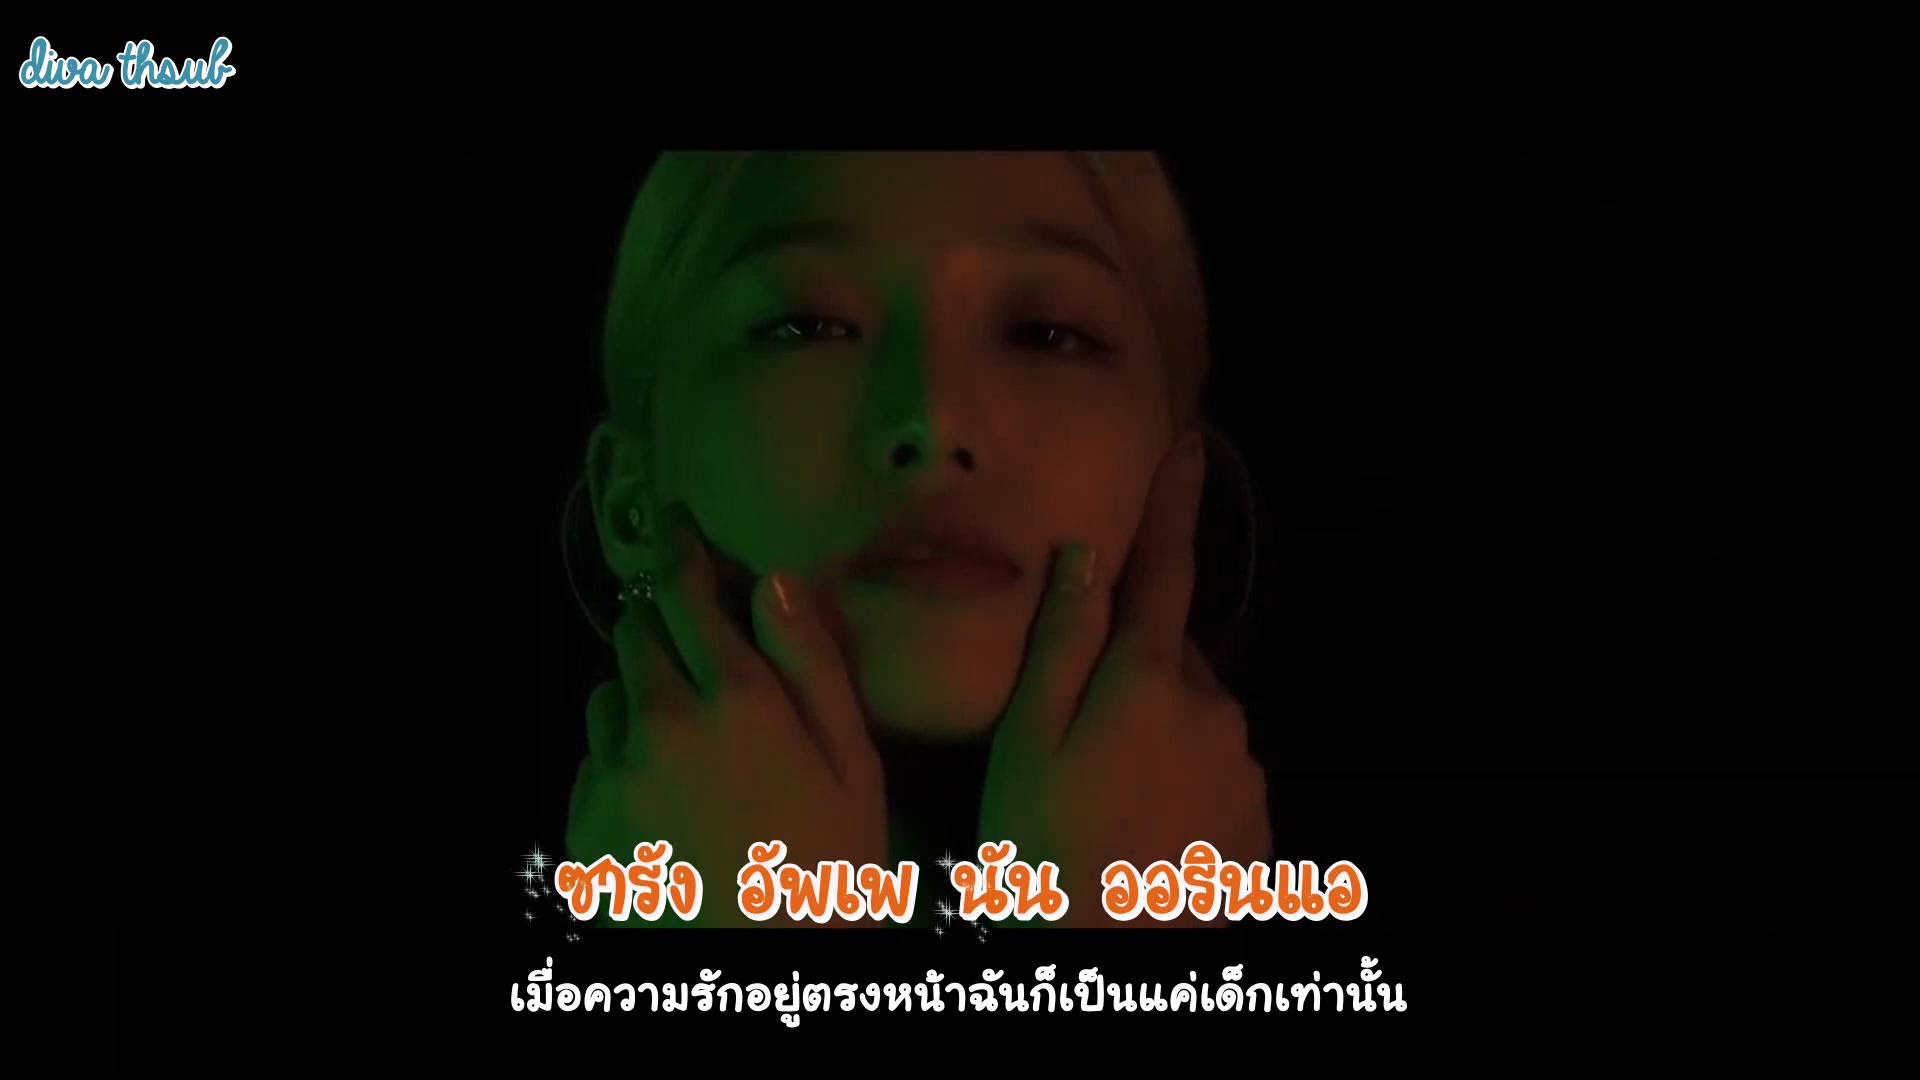 diva thsub
ซารัง อัพเพ นัน ออรินแอ
เมื่อความรักอยู่ตรงหน้าฉันก็เป็นแค่เด็กเท่านั้น